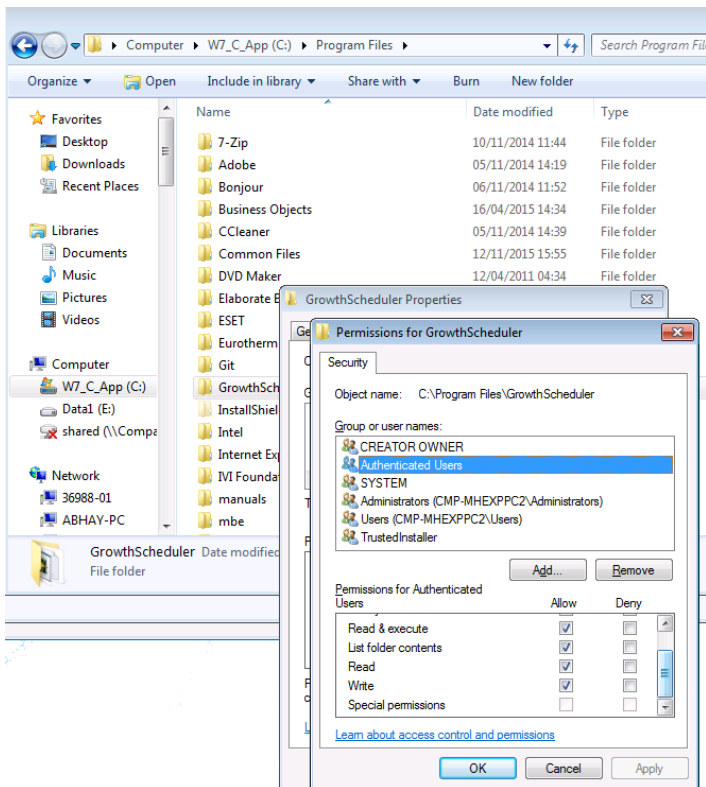 Computer W7_C_App (C:) Program Files
Search Program Fil
Organize Open Include in library Share with Burn New folder
Name Date modified Type
Favorites
Desktop
Downloads
Recent Places
Libraries
Documents
Music
Pictures
Videos
Computer
W7_C_App (C:)
Data1 (E:)
shared (\\Compa
Network
36988-01
ABHAY-PC
7-Zip 10/11/2014 11:44 File folder
Adobe 05/11/2014 14:19 File folder
Bonjour 06/11/2014 11:52 File folder
Business Objects 16/04/2015 14:34 File folder
CCleaner 05/11/2014 14:39 File folder
Common Files 12/11/2015 15:55 File folder
DVD Maker 12/04/2011 04:34 File folder
Elaborate B
ESET
Eurotherm
Git
GrowthSch
InstallShiel
Intel
Internet Exp
IVI Foundat
manuals
mbe
GrowthScheduler Date modified
File folder
GrowthScheduler Properties
Ge
Permissions for GrowthScheduler
Security
Object name: C:\Program Files\GrowthScheduler
Group or user names:
CREATOR OWNER
Authenticated Users
SYSTEM
Administrators (CMP-MHEXPPC2\Administrators)
Users (CMP-MHEXPPC2\Users)
TrustedInstaller
Add... Remove
Permissions for Authenticated
Users Allow Deny
Read & execute
List folder contents
Read
Write
Special permissions
Learn about access control and permissions
OK Cancel Apply